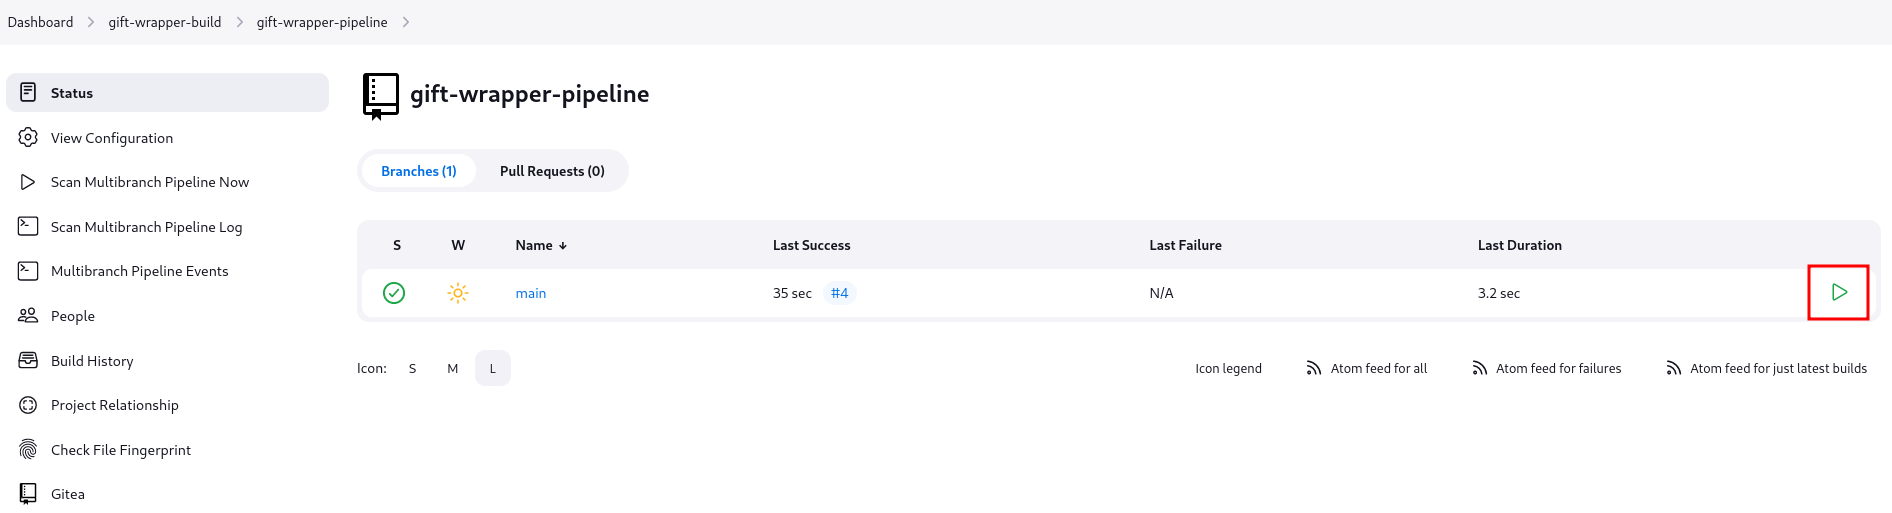 Dashboard > gift-wrapper-build > gift-wrapper-pipeline >
Status
View Configuration
Scan Multibranch Pipeline Now
Scan Multibranch Pipeline Log
Multibranch Pipeline Events
People
Build History
Project Relationship
Check File Fingerprint
Gitea
gift-wrapper-pipeline
Branches (1) Pull Requests (0)
S W Name ↓ Last Success Last Failure Last Duration
main 35 sec #4 N/A 3.2 sec
Icon: S M L Icon legend Atom feed for all Atom feed for failures Atom feed for just latest builds